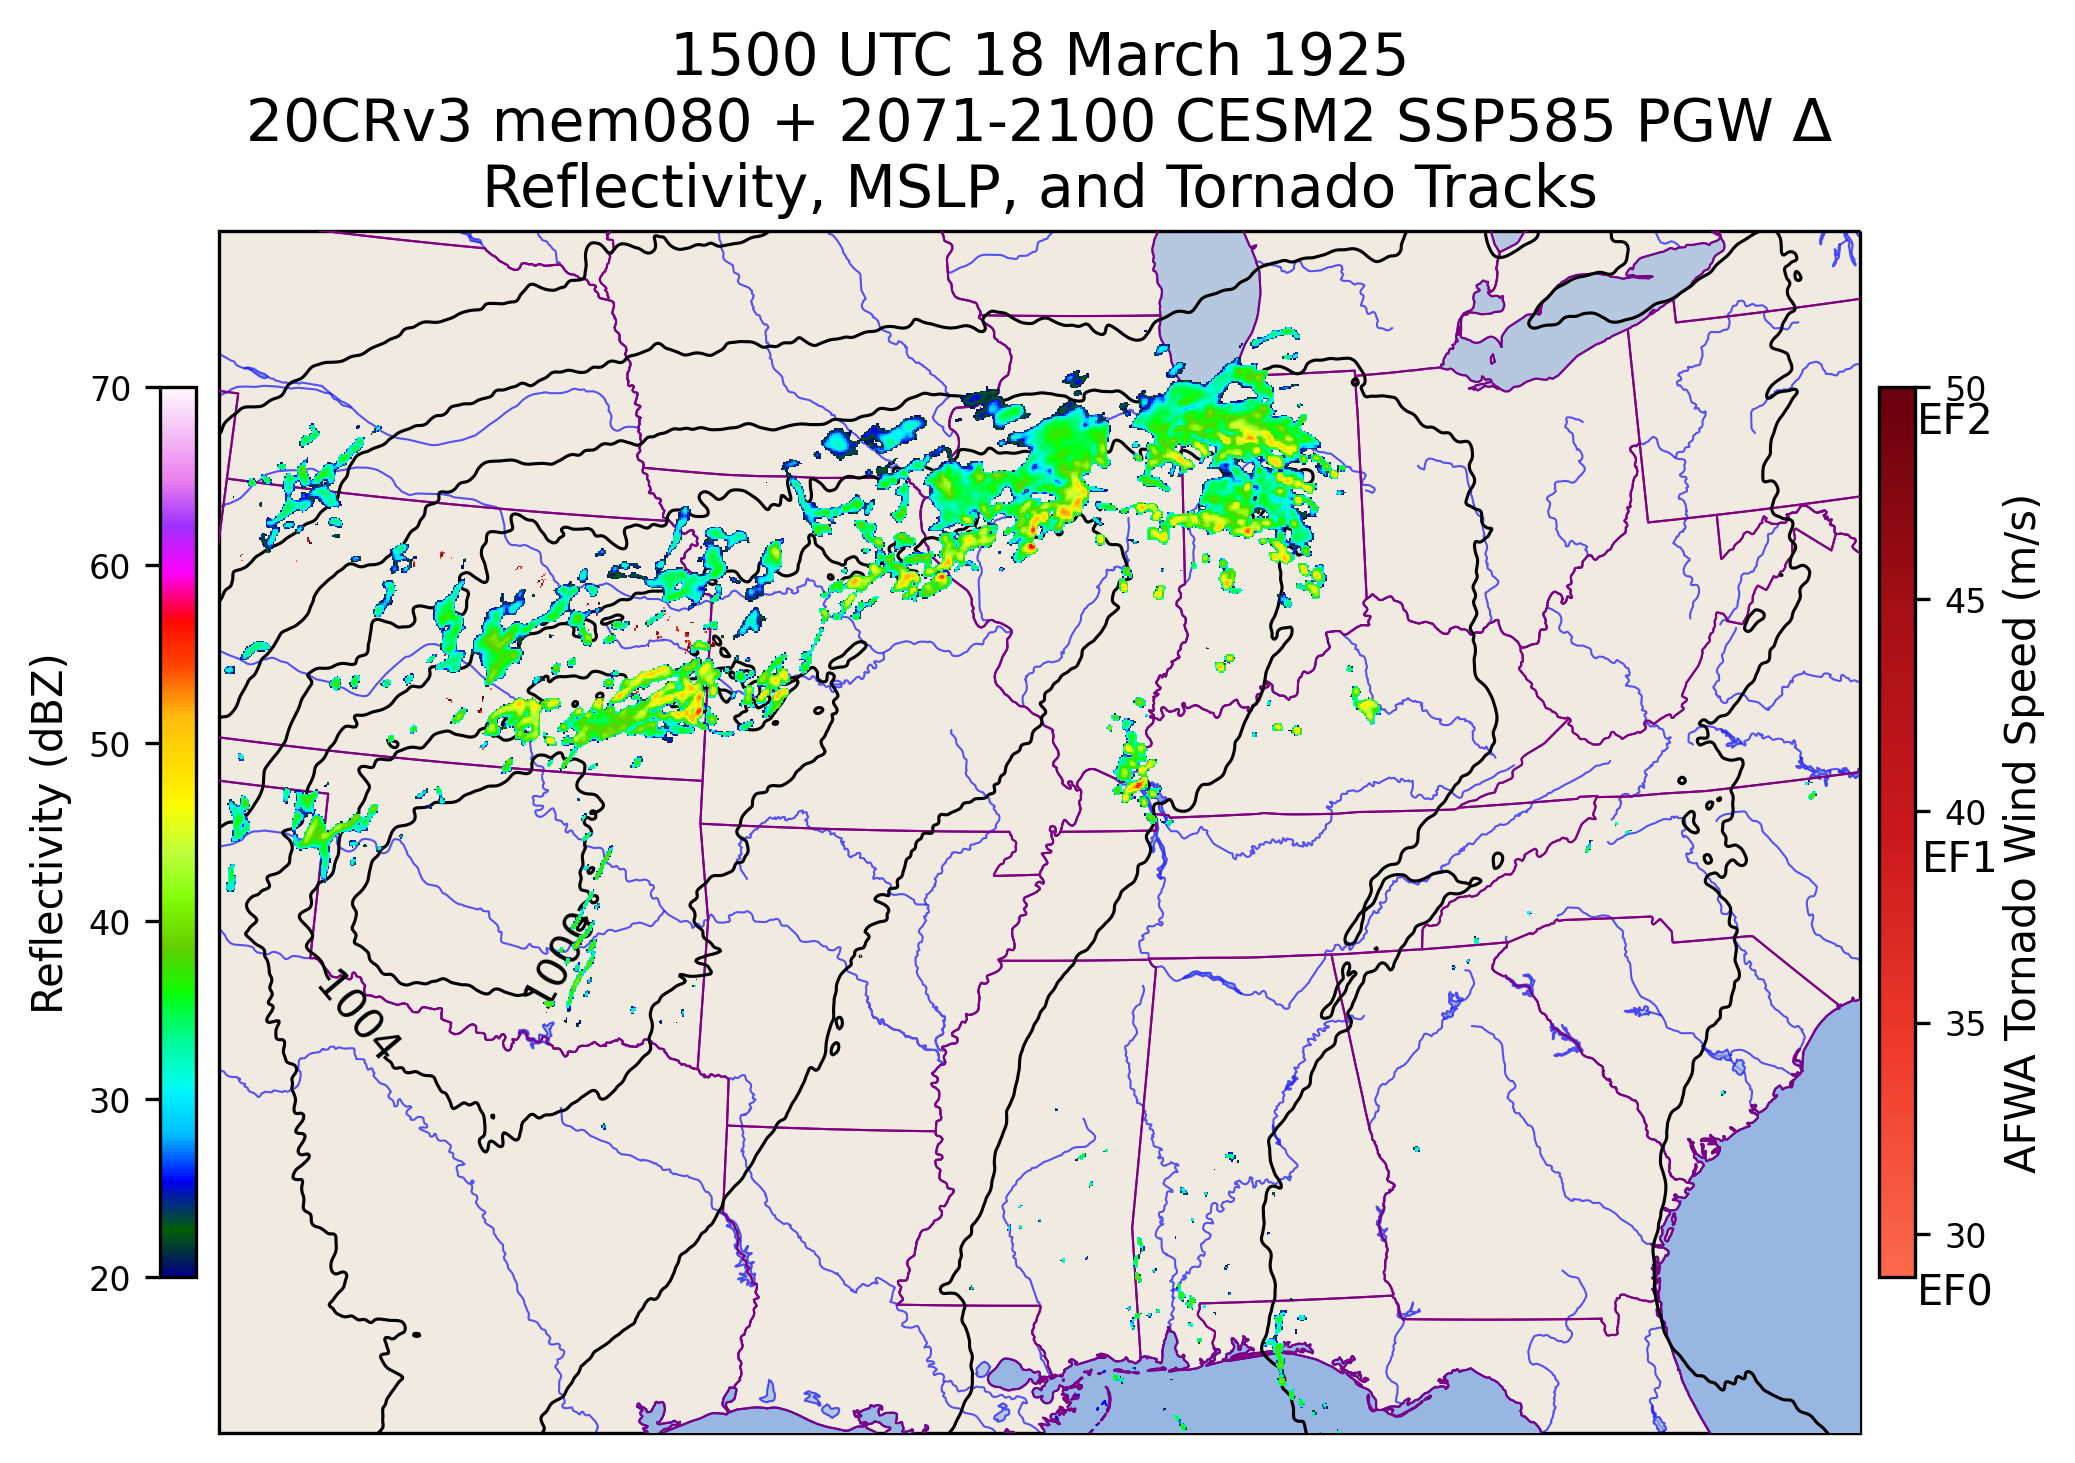 1500 UTC 18 March 1925
20CRv3 mem080 + 2071-2100 CESM2 SSP585 PGW Δ
Reflectivity, MSLP, and Tornado Tracks
Reflectivity (dBZ)
70
60
50
40
30
20
1004
1000
50
EF2
45
40
EF1
35
30
EF0
AFWA Tornado Wind Speed (m/s)